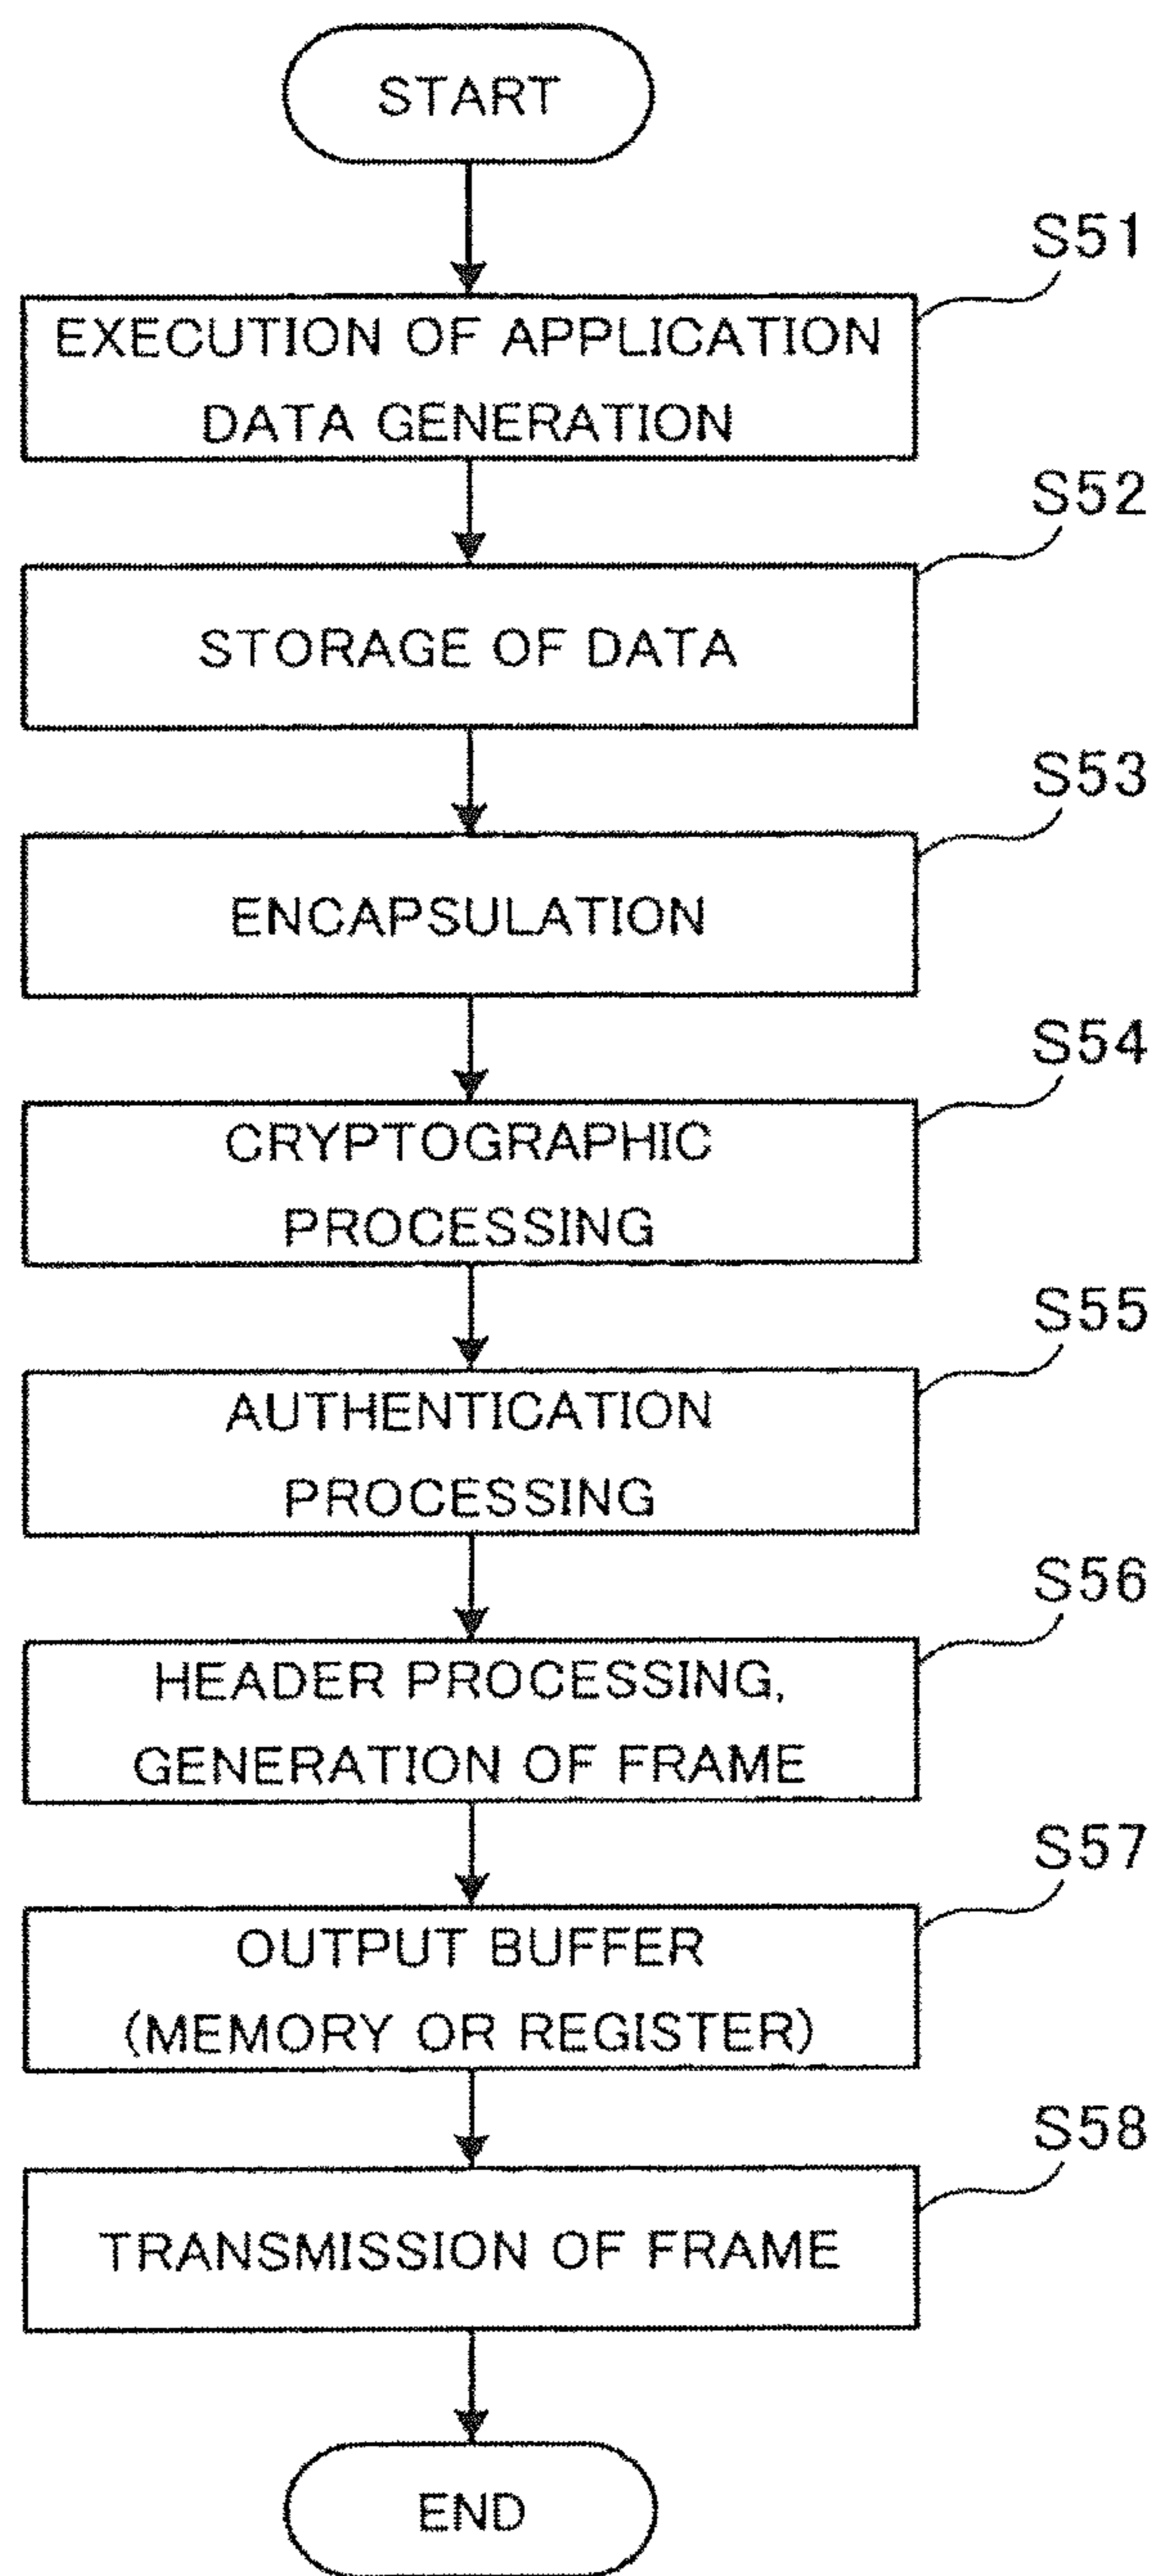 START
S51
EXECUTION OF APPLICATION
DATA GENERATION
S52
STORAGE OF DATA
S53
ENCAPSULATION
S54
CRYPTOGRAPHIC
PROCESSING
S55
AUTHENTICATION
PROCESSING
S56
HEADER PROCESSING,
GENERATION OF FRAME
S57
OUTPUT BUFFER
(MEMORY OR REGISTER)
S58
TRANSMISSION OF FRAME
END